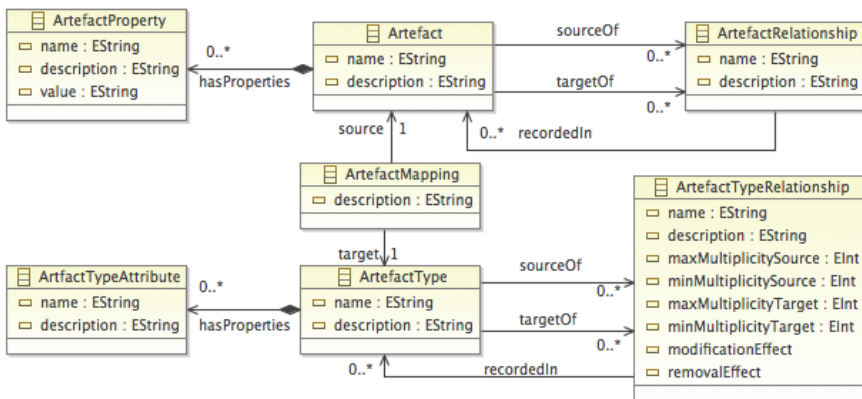 ArtefactProperty
name : EString
description : EString
value : EString
0..*
hasProperties
Artefact
name : EString
description : EString
sourceOf
0..*
targetOf
0..*
ArtefactRelationship
name : EString
description : EString
0..* recordedIn
source 1
ArtefactMapping
description : EString
target 1
ArtfactTypeAttribute
name : EString
description : EString
0..*
hasProperties
ArtefactType
name : EString
description : EString
sourceOf
0..*
targetOf
0..*
0..* recordedIn
ArtefactTypeRelationship
name : EString
description : EString
maxMultiplicitySource : EInt
minMultiplicitySource : EInt
maxMultiplicityTarget : EInt
minMultiplicityTarget : EInt
modificationEffect
removalEffect